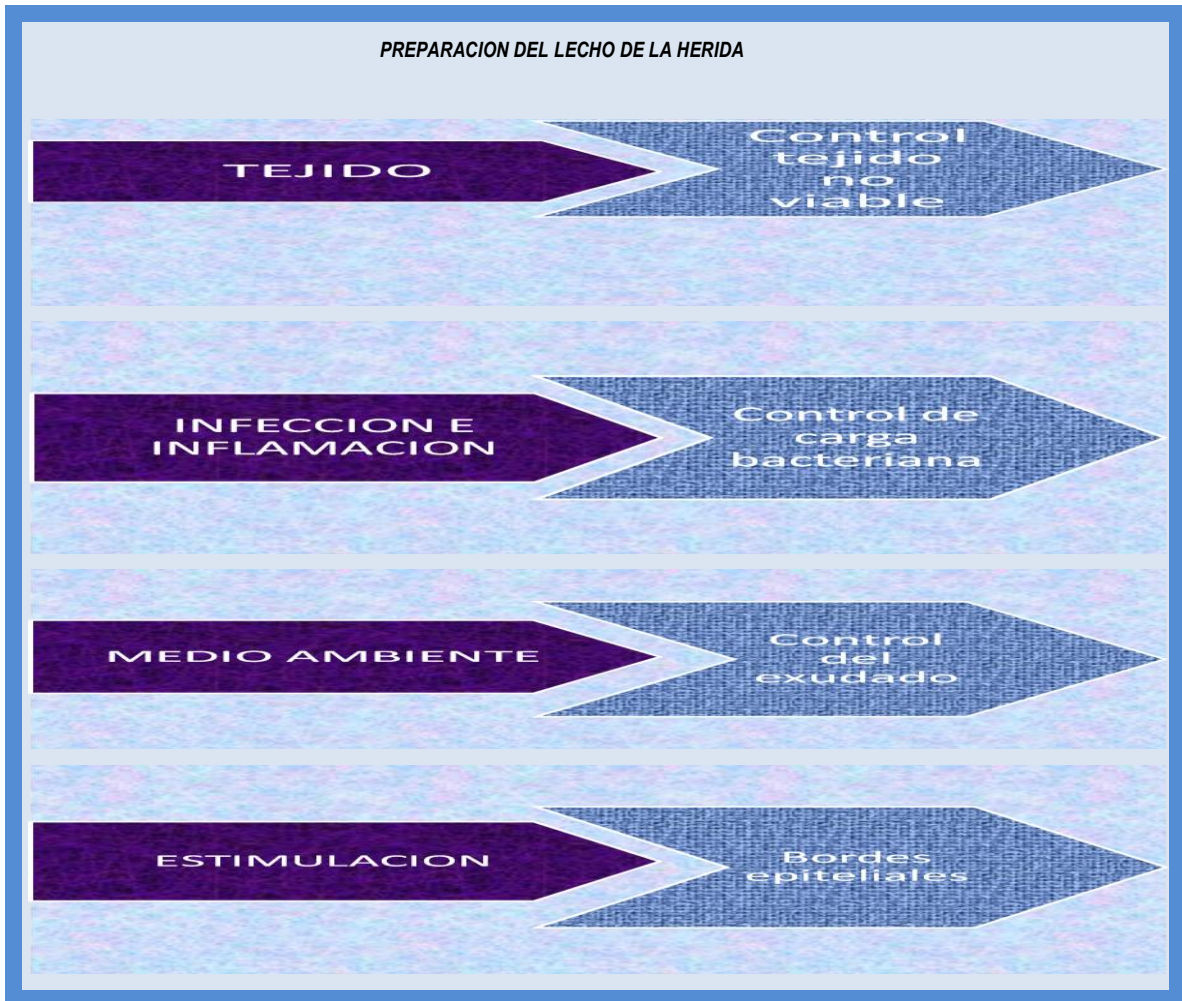 PREPARACION DEL LECHO DE LA HERIDA
TEJIDO
Control
tejido
no
viable
INFECCION E
INFLAMACION
Control de
carga
bacteriana
MEDIO AMBIENTE
Control
del
exudado
ESTIMULACION
Bordes
epiteliales